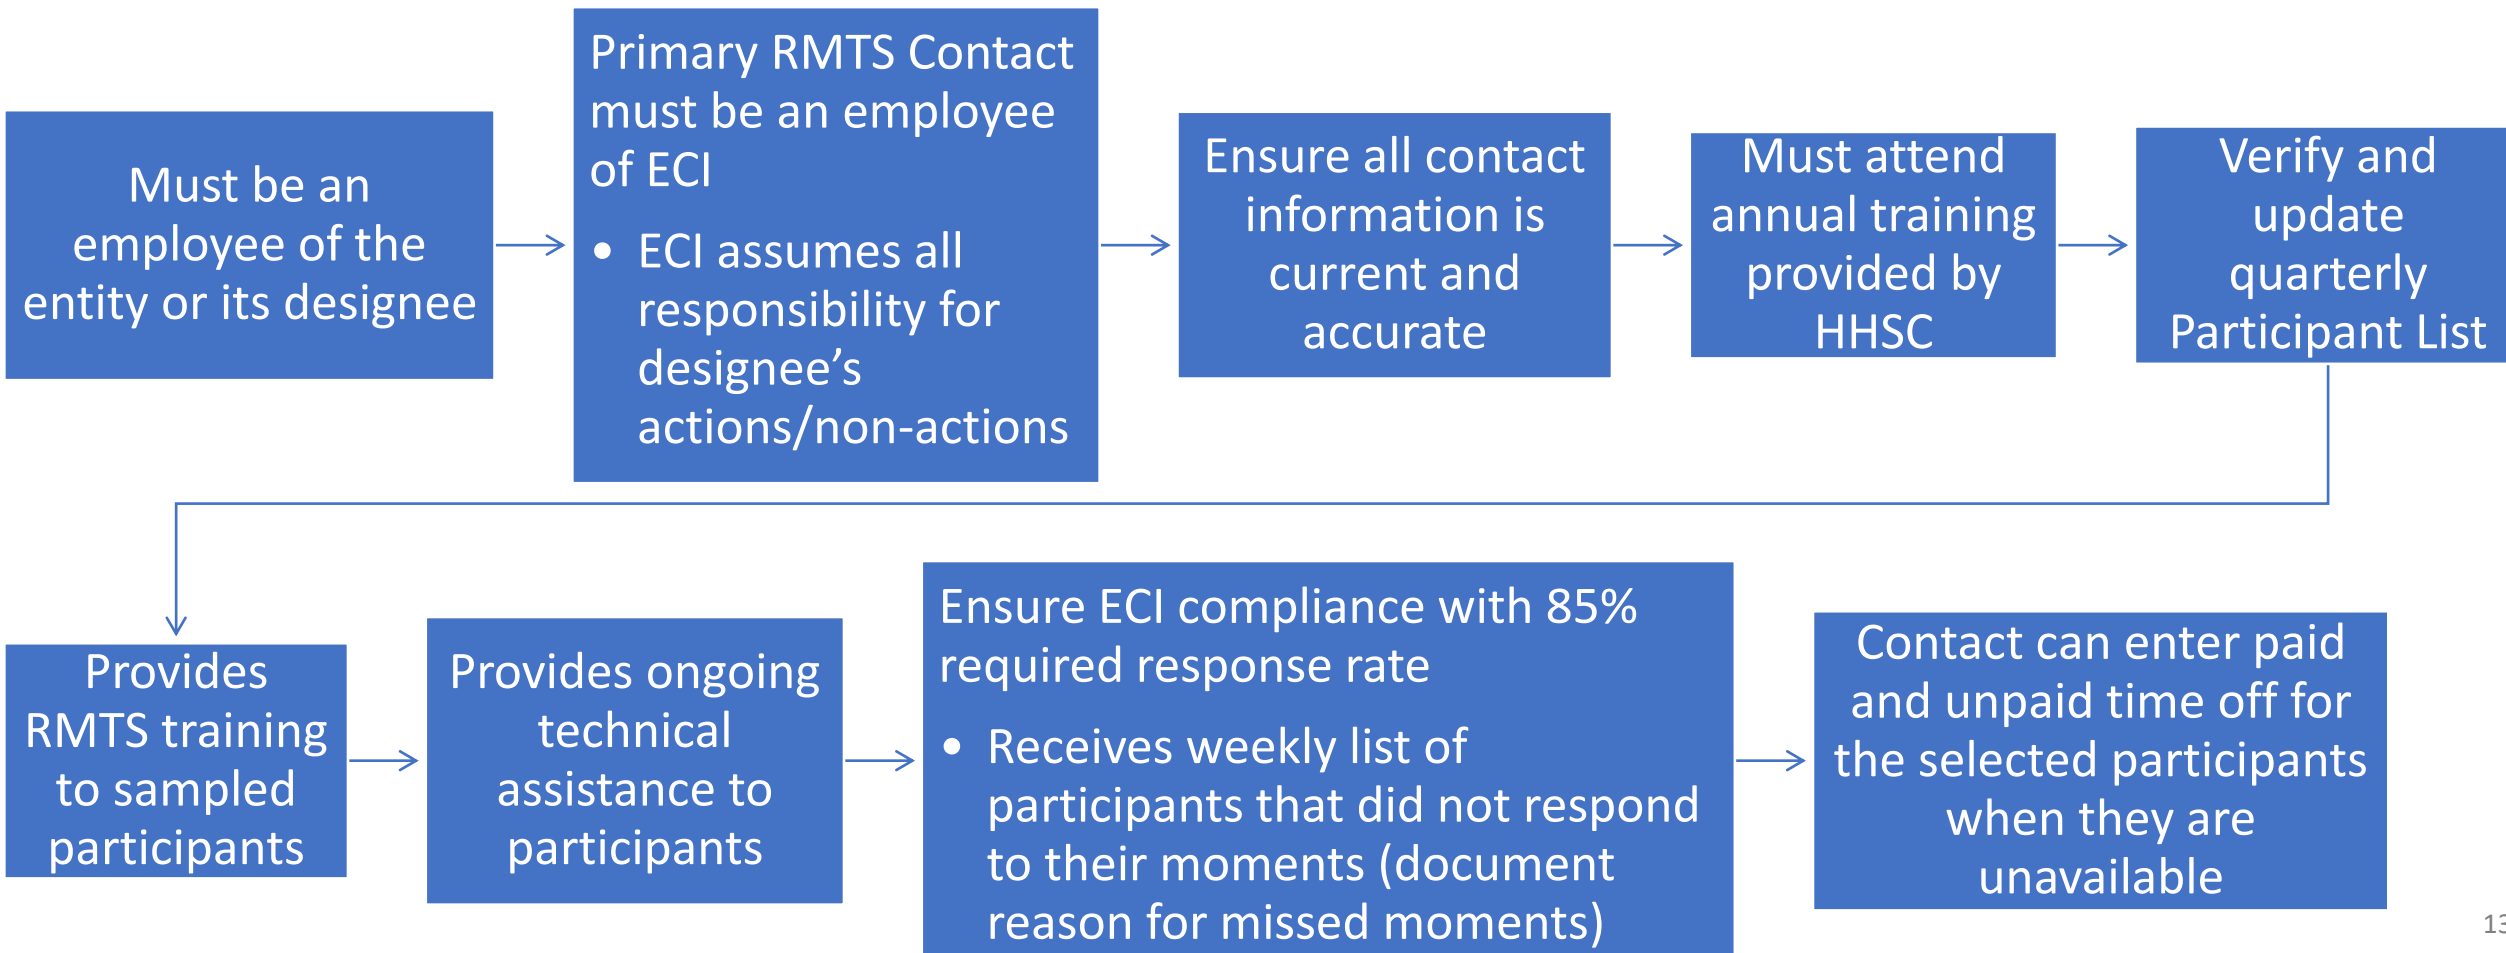 Must be an
employee of the
entity or its designee
Primary RMTS Contact
must be an employee
of ECI
• ECI assumes all
responsibility for
designee's
actions/non-actions
Ensure all contact
information is
current and
accurate
Must attend
annual training
provided by
HHSC
Verify and
update
quarterly
Participant List
Provides
RMTS training
to sampled
participants
Provides ongoing
technical
assistance to
participants
Ensure ECI compliance with 85%
required response rate
• Receives weekly list of
participants that did not respond
to their moments (document
reason for missed moments)
Contact can enter paid
and unpaid time off for
the selected participants
when they are
unavailable
13